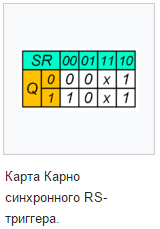 SR 00 01 11 10
Q 0 0 0 x 1
1 1 0 x 1
Карта Карно
синхронного RS-
триггера.